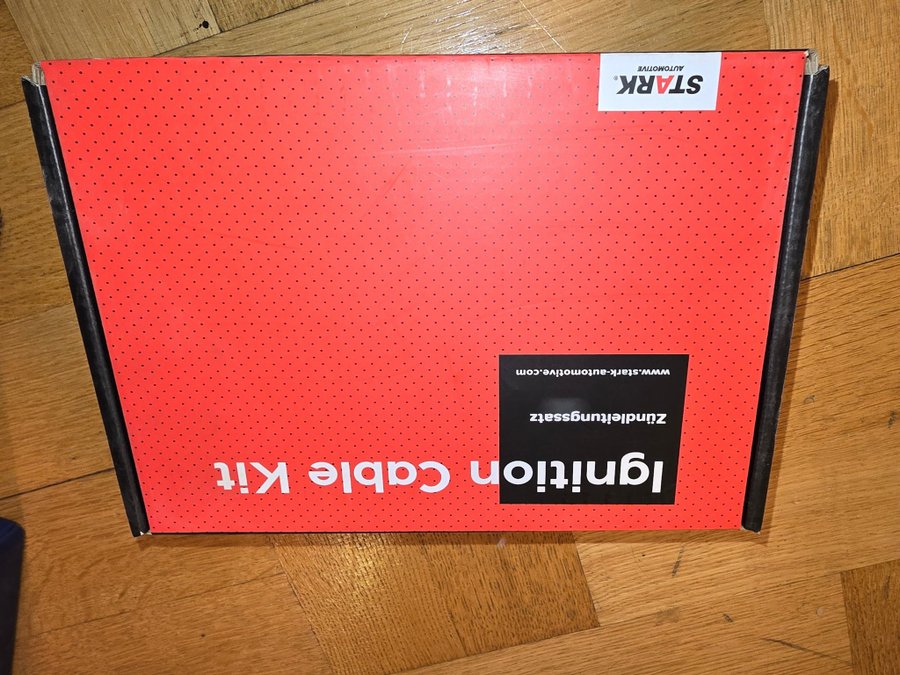 Ignition Cable Kit
Zündleitungssatz
www.stark-automotive.com
STARK®
AUTOMOTIVE